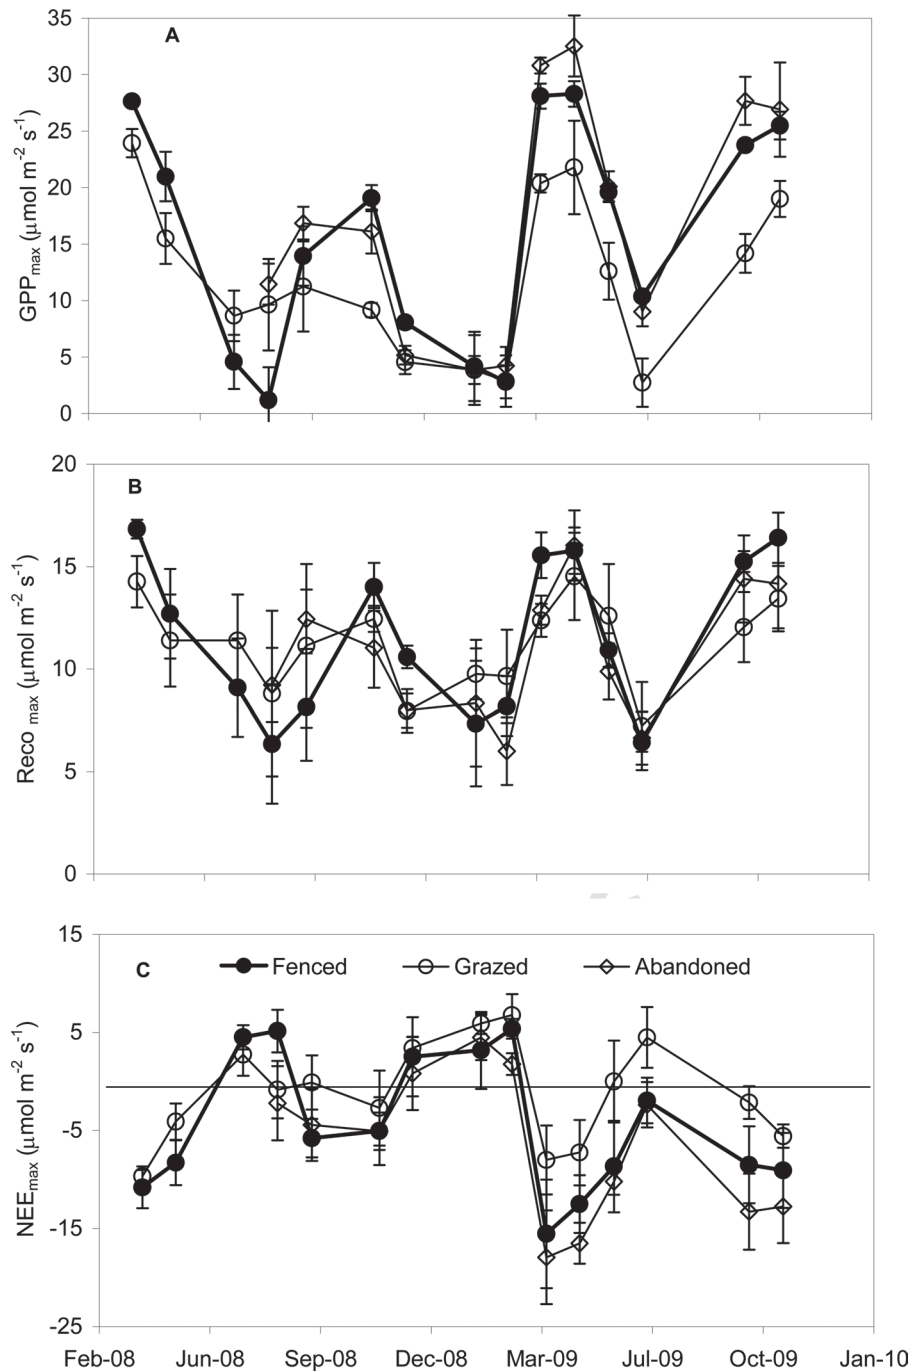 A
35
30
25
20
15
10
5
0
GPPmax (μmol m-2 s-1)
B
20
15
10
5
0
Reco max (μmol m-2 s-1)
C
Fenced Grazed Abandoned
15
5
-5
-15
-25
NEEmax (μmol m-2 s-1)
Feb-08 Jun-08 Sep-08 Dec-08 Mar-09 Jul-09 Oct-09 Jan-10